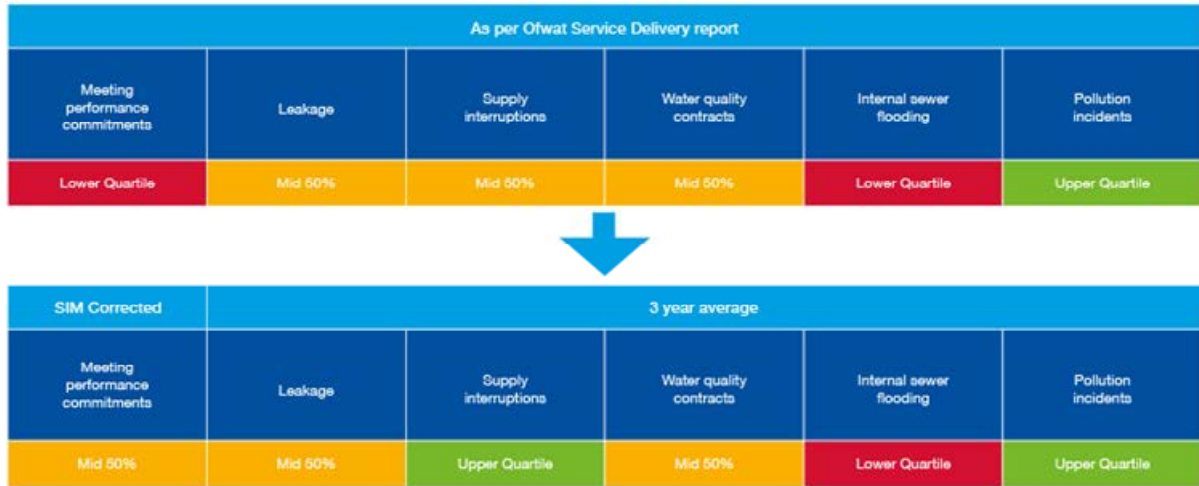 As per Ofwat Service Delivery report
Meeting
performance
commitments
Leakage
Supply
interruptions
Water quality
contracts
Internal sewer
flooding
Pollution
incidents
Lower Quartile
Mid 50%
Mid 50%
Mid 50%
Lower Quartile
Upper Quartile
SIM Corrected
3 year average
Meeting
performance
commitments
Leakage
Supply
interruptions
Water quality
contracts
Internal sewer
flooding
Pollution
incidents
Mid 50%
Mid 50%
Upper Quartile
Mid 50%
Lower Quartile
Upper Quartile